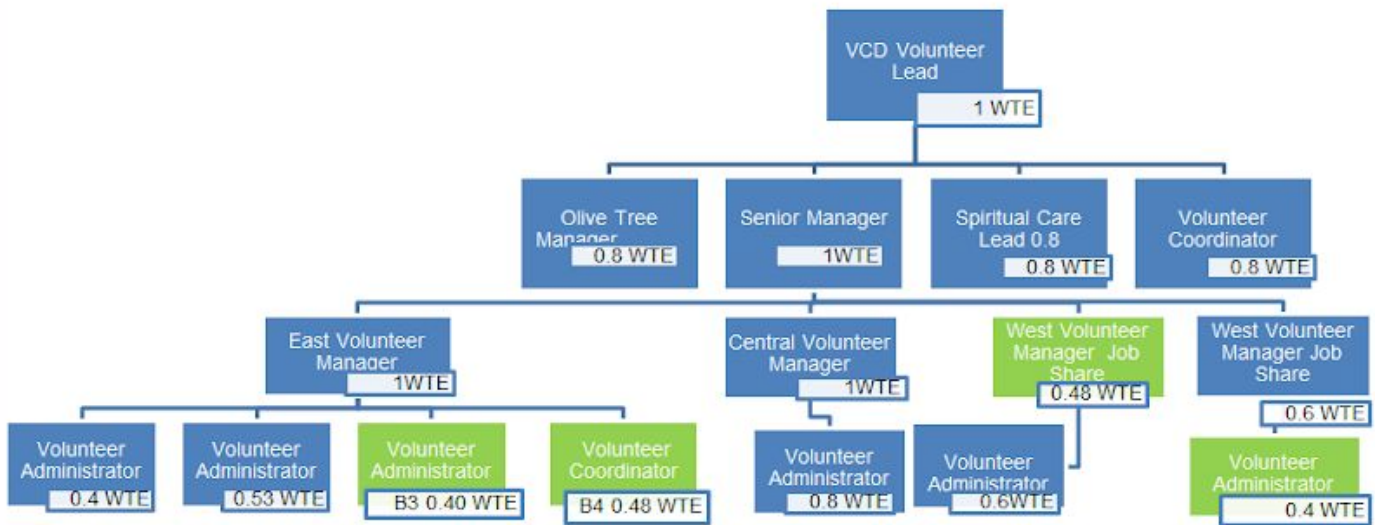 VCD Volunteer
Lead
1 WTE
Olive Tree
Manager
0.8 WTE
Senior Manager
1WTE
Spiritual Care
Lead 0.8
0.8 WTE
Volunteer
Coordinator
0.8 WTE
East Volunteer
Manager
1WTE
Central Volunteer
Manager
1WTE
West Volunteer
Manager Job
Share
0.48 WTE
West Volunteer
Manager Job
Share
0.6 WTE
Volunteer
Administrator
0.4 WTE
Volunteer
Administrator
0.53 WTE
Volunteer
Administrator
B3 0.40 WTE
Volunteer
Coordinator
B4 0.48 WTE
Volunteer
Administrator
0.8 WTE
Volunteer
Administrator
0.6WTE
Volunteer
Administrator
0.4 WTE